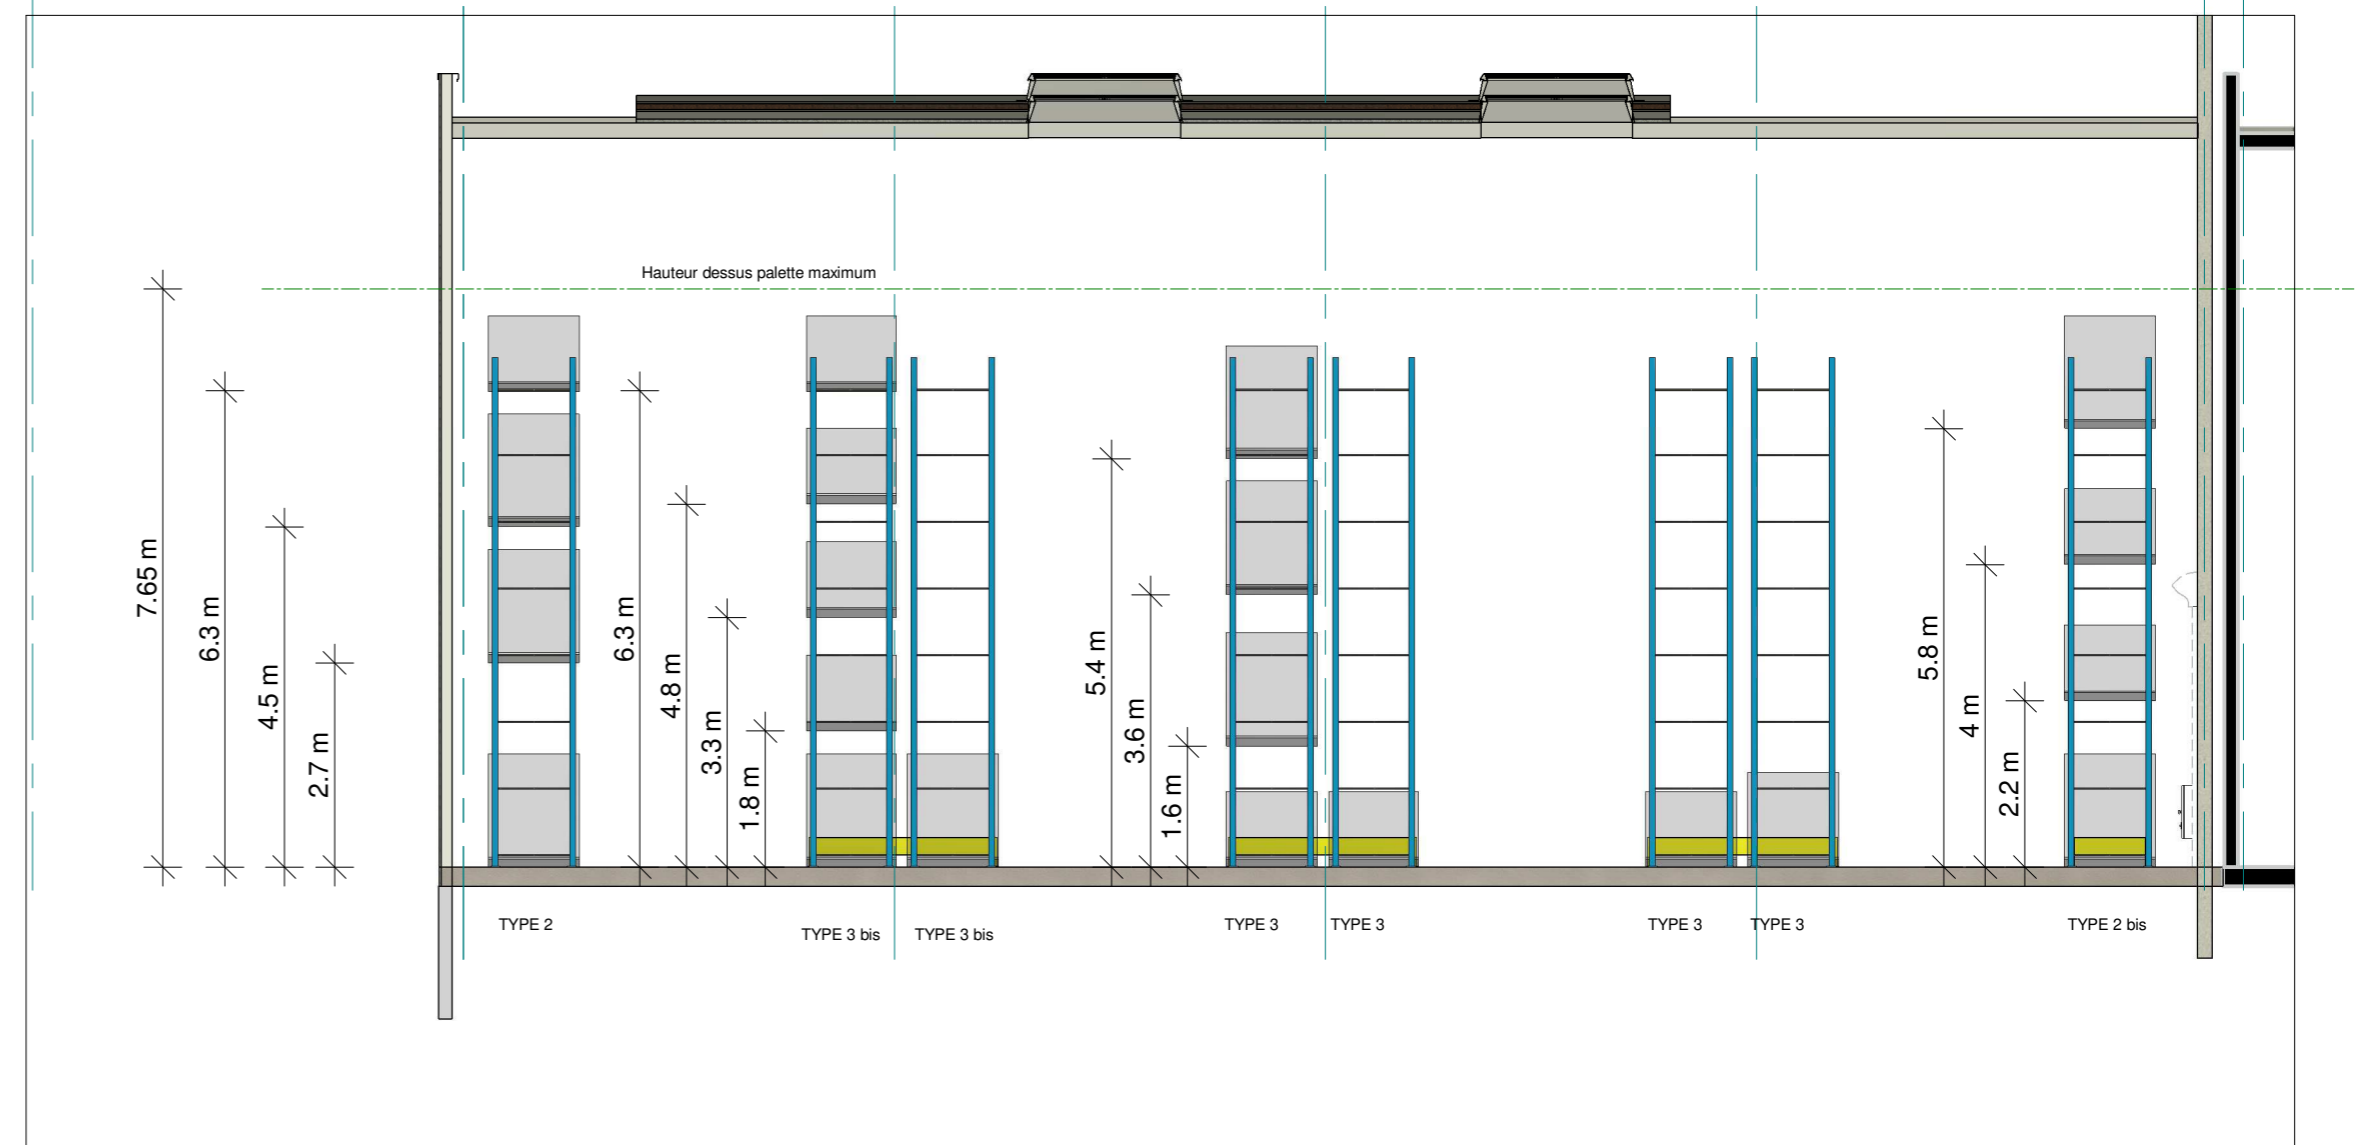 Hauteur dessus palette maximum
7.65 m
6.3 m
4.5 m
2.7 m
6.3 m
4.8 m
3.3 m
1.8 m
5.4 m
3.6 m
1.6 m
5.8 m
4 m
2.2 m
TYPE 2
TYPE 3 bis
TYPE 3 bis
TYPE 3
TYPE 3
TYPE 3
TYPE 3
TYPE 2 bis